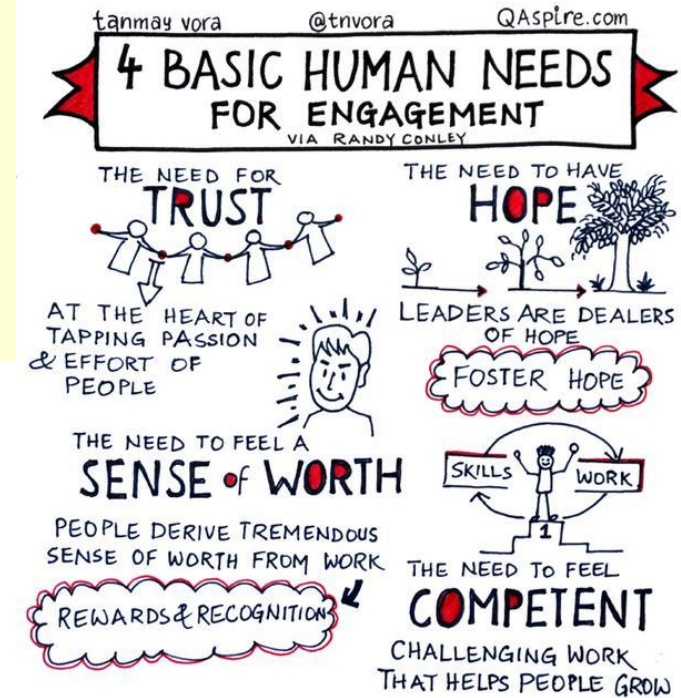 tanmay vora @tnvora QAspire.com
4 BASIC HUMAN NEEDS
FOR ENGAGEMENT
VIA RANDY CONLEY
THE NEED FOR
TRUST
AT THE HEART OF
TAPPING PASSION
& EFFORT OF
PEOPLE
THE NEED TO HAVE
HOPE
LEADERS ARE DEALERS
OF HOPE
FOSTER HOPE
THE NEED TO FEEL A
SENSE of WORTH
PEOPLE DERIVE TREMENDOUS
SENSE OF WORTH FROM WORK
REWARDS & RECOGNITION
SKILLS WORK
1
THE NEED TO FEEL
COMPETENT
CHALLENGING WORK
THAT HELPS PEOPLE GROW